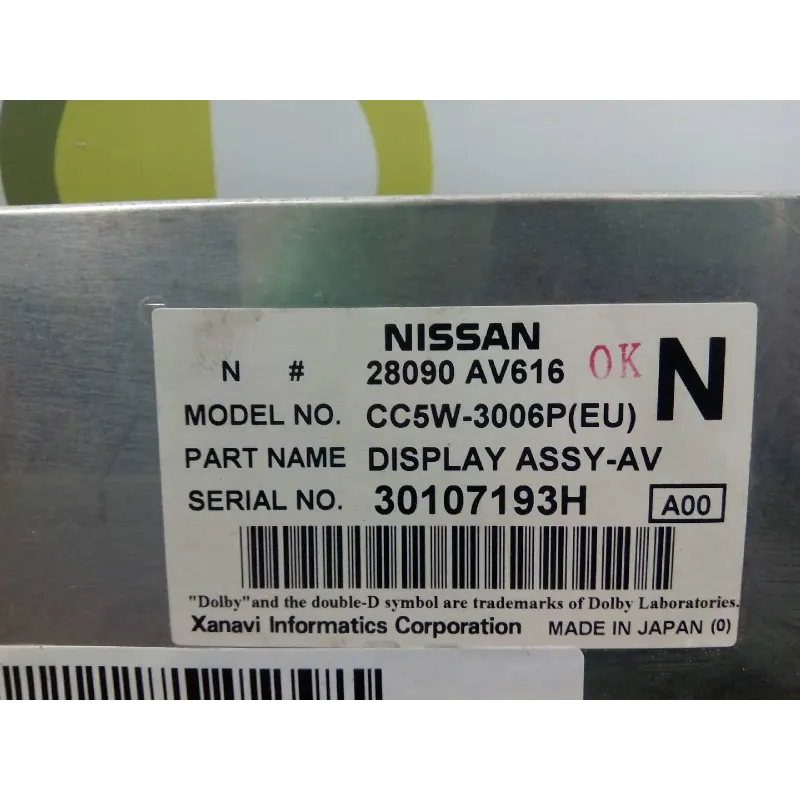 NISSAN
N # 28090 AV616 OK N
MODEL NO. CC5W-3006P(EU)
PART NAME DISPLAY ASSY-AV
SERIAL NO. 30107193H A00
"Dolby"and the double-D symbol are trademarks of Dolby Laboratories.
Xanavi Informatics Corporation MADE IN JAPAN (0)